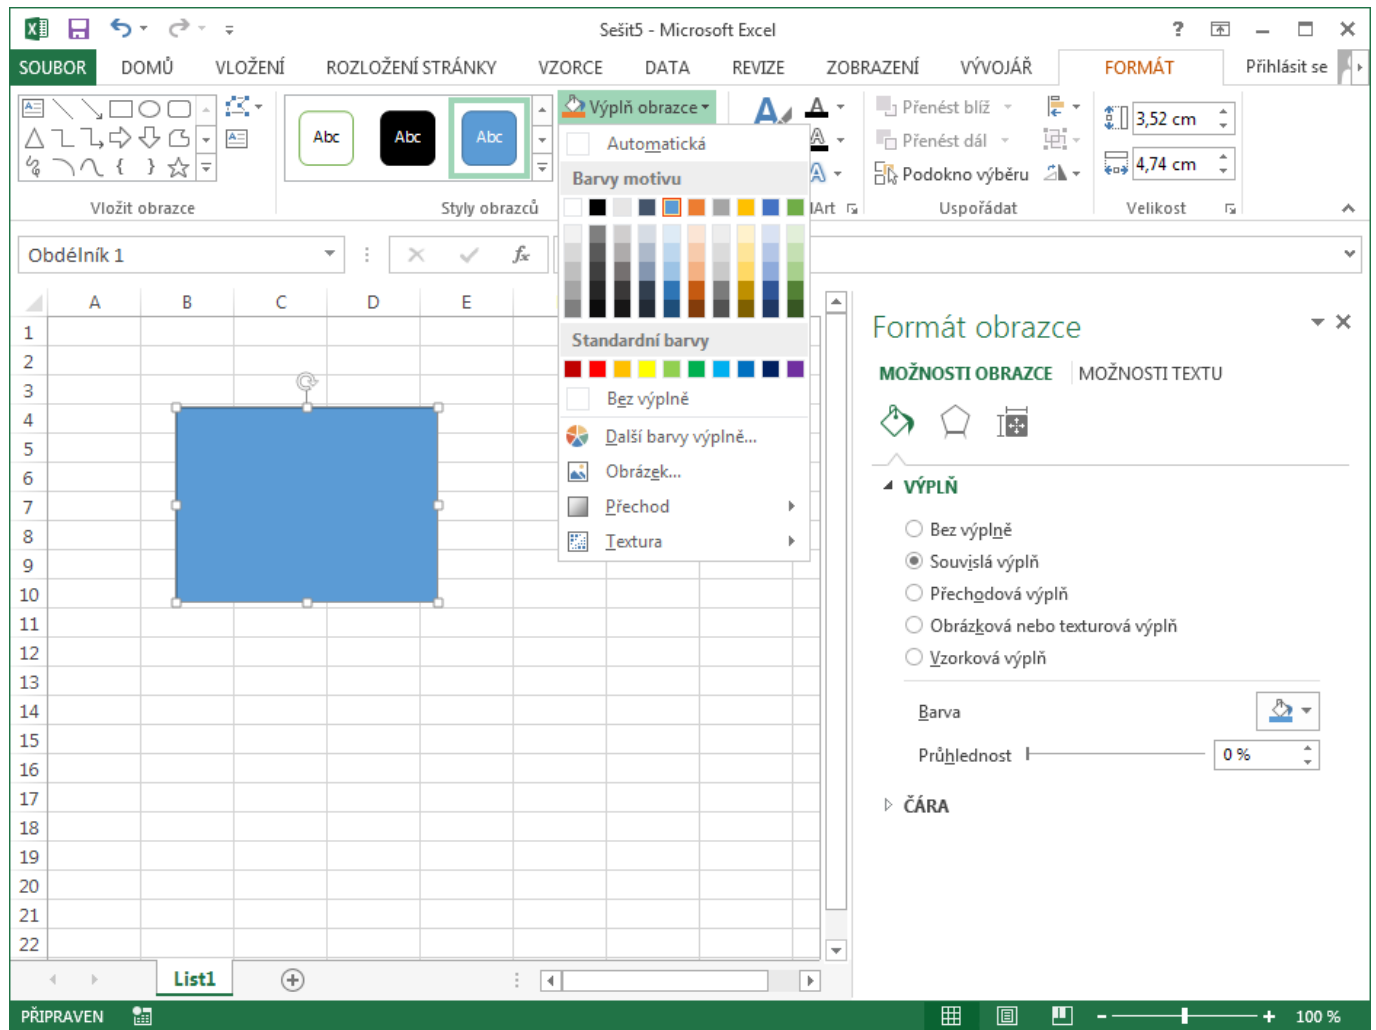 Sešit5 - Microsoft Excel
?
SOUBOR DOMŮ VLOŽENÍ ROZLOŽENÍ STRÁNKY VZORCE DATA REVIZE ZOBRAZENÍ VÝVOJÁŘ FORMÁT Přihlásit se
Abc Abc Abc
Výplň obrazce
A A
Přenést blíž
3,52 cm
A
Přenést dál
A
Podokno výběru
4,74 cm
Vložit obrazce Styly obrazců lArt Uspořádat Velikost
Automatická
Barvy motivu
Standardní barvy
Bez výplně
Další barvy výplně...
Obrázek...
Přechod
Textura
Obdélník 1 fx
A B C D E
1
2
3
4
5
6
7
8
9
10
11
12
13
14
15
16
17
18
19
20
21
22
Formát obrazce
MOŽNOSTI OBRAZCE MOŽNOSTI TEXTU
VÝPLŇ
Bez výplně
Souvislá výplň
Přechodová výplň
Obrázková nebo texturová výplň
Vzorková výplň
Barva
Průhlednost 0 %
ČÁRA
List1
PŘIPRAVEN 100 %